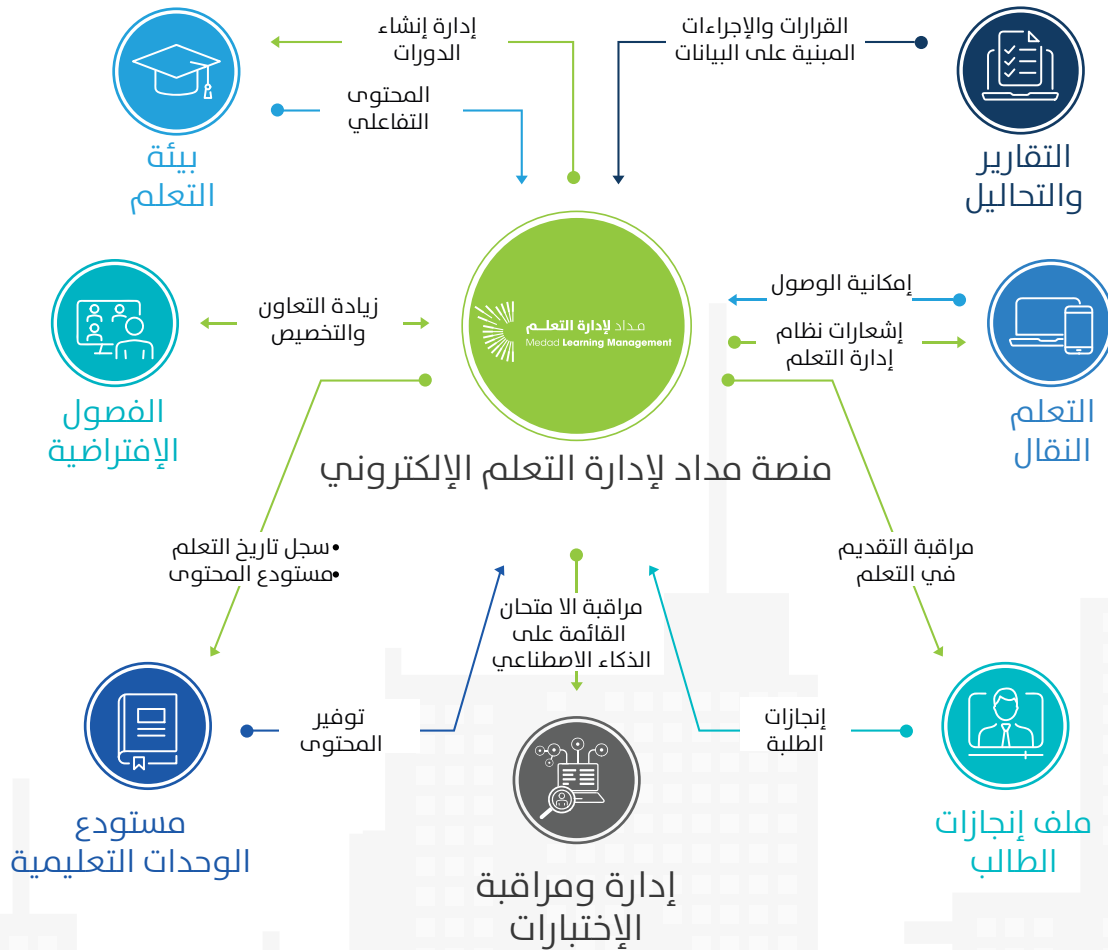 القرارات والإجراءات
المبنية على البيانات
إدارة إنشاء
الدورات
المحتوى
التفاعلي
التقارير
والتحاليل
بيئة
التعلم
إمكانية الوصول
إشعارات نظام
إدارة التعلم
زيادة التعاون
والتخصيص
مداد لإدارة التعلم
Medad Learning Management
التعلم
النقال
الفصول
الإفتراضية
منصة مداد لإدارة التعلم الإلكتروني
مراقبة التقديم
في التعلم
•سجل تاريخ التعلم
•مستودع المحتوى
مراقبة الا متحان
القائمة على
الذكاء الاصطناعي
إنجازات
الطلبة
توفير
المحتوى
ملف إنجازات
الطالب
مستودع
الوحدات التعليمية
إدارة ومراقبة
الإختبارات